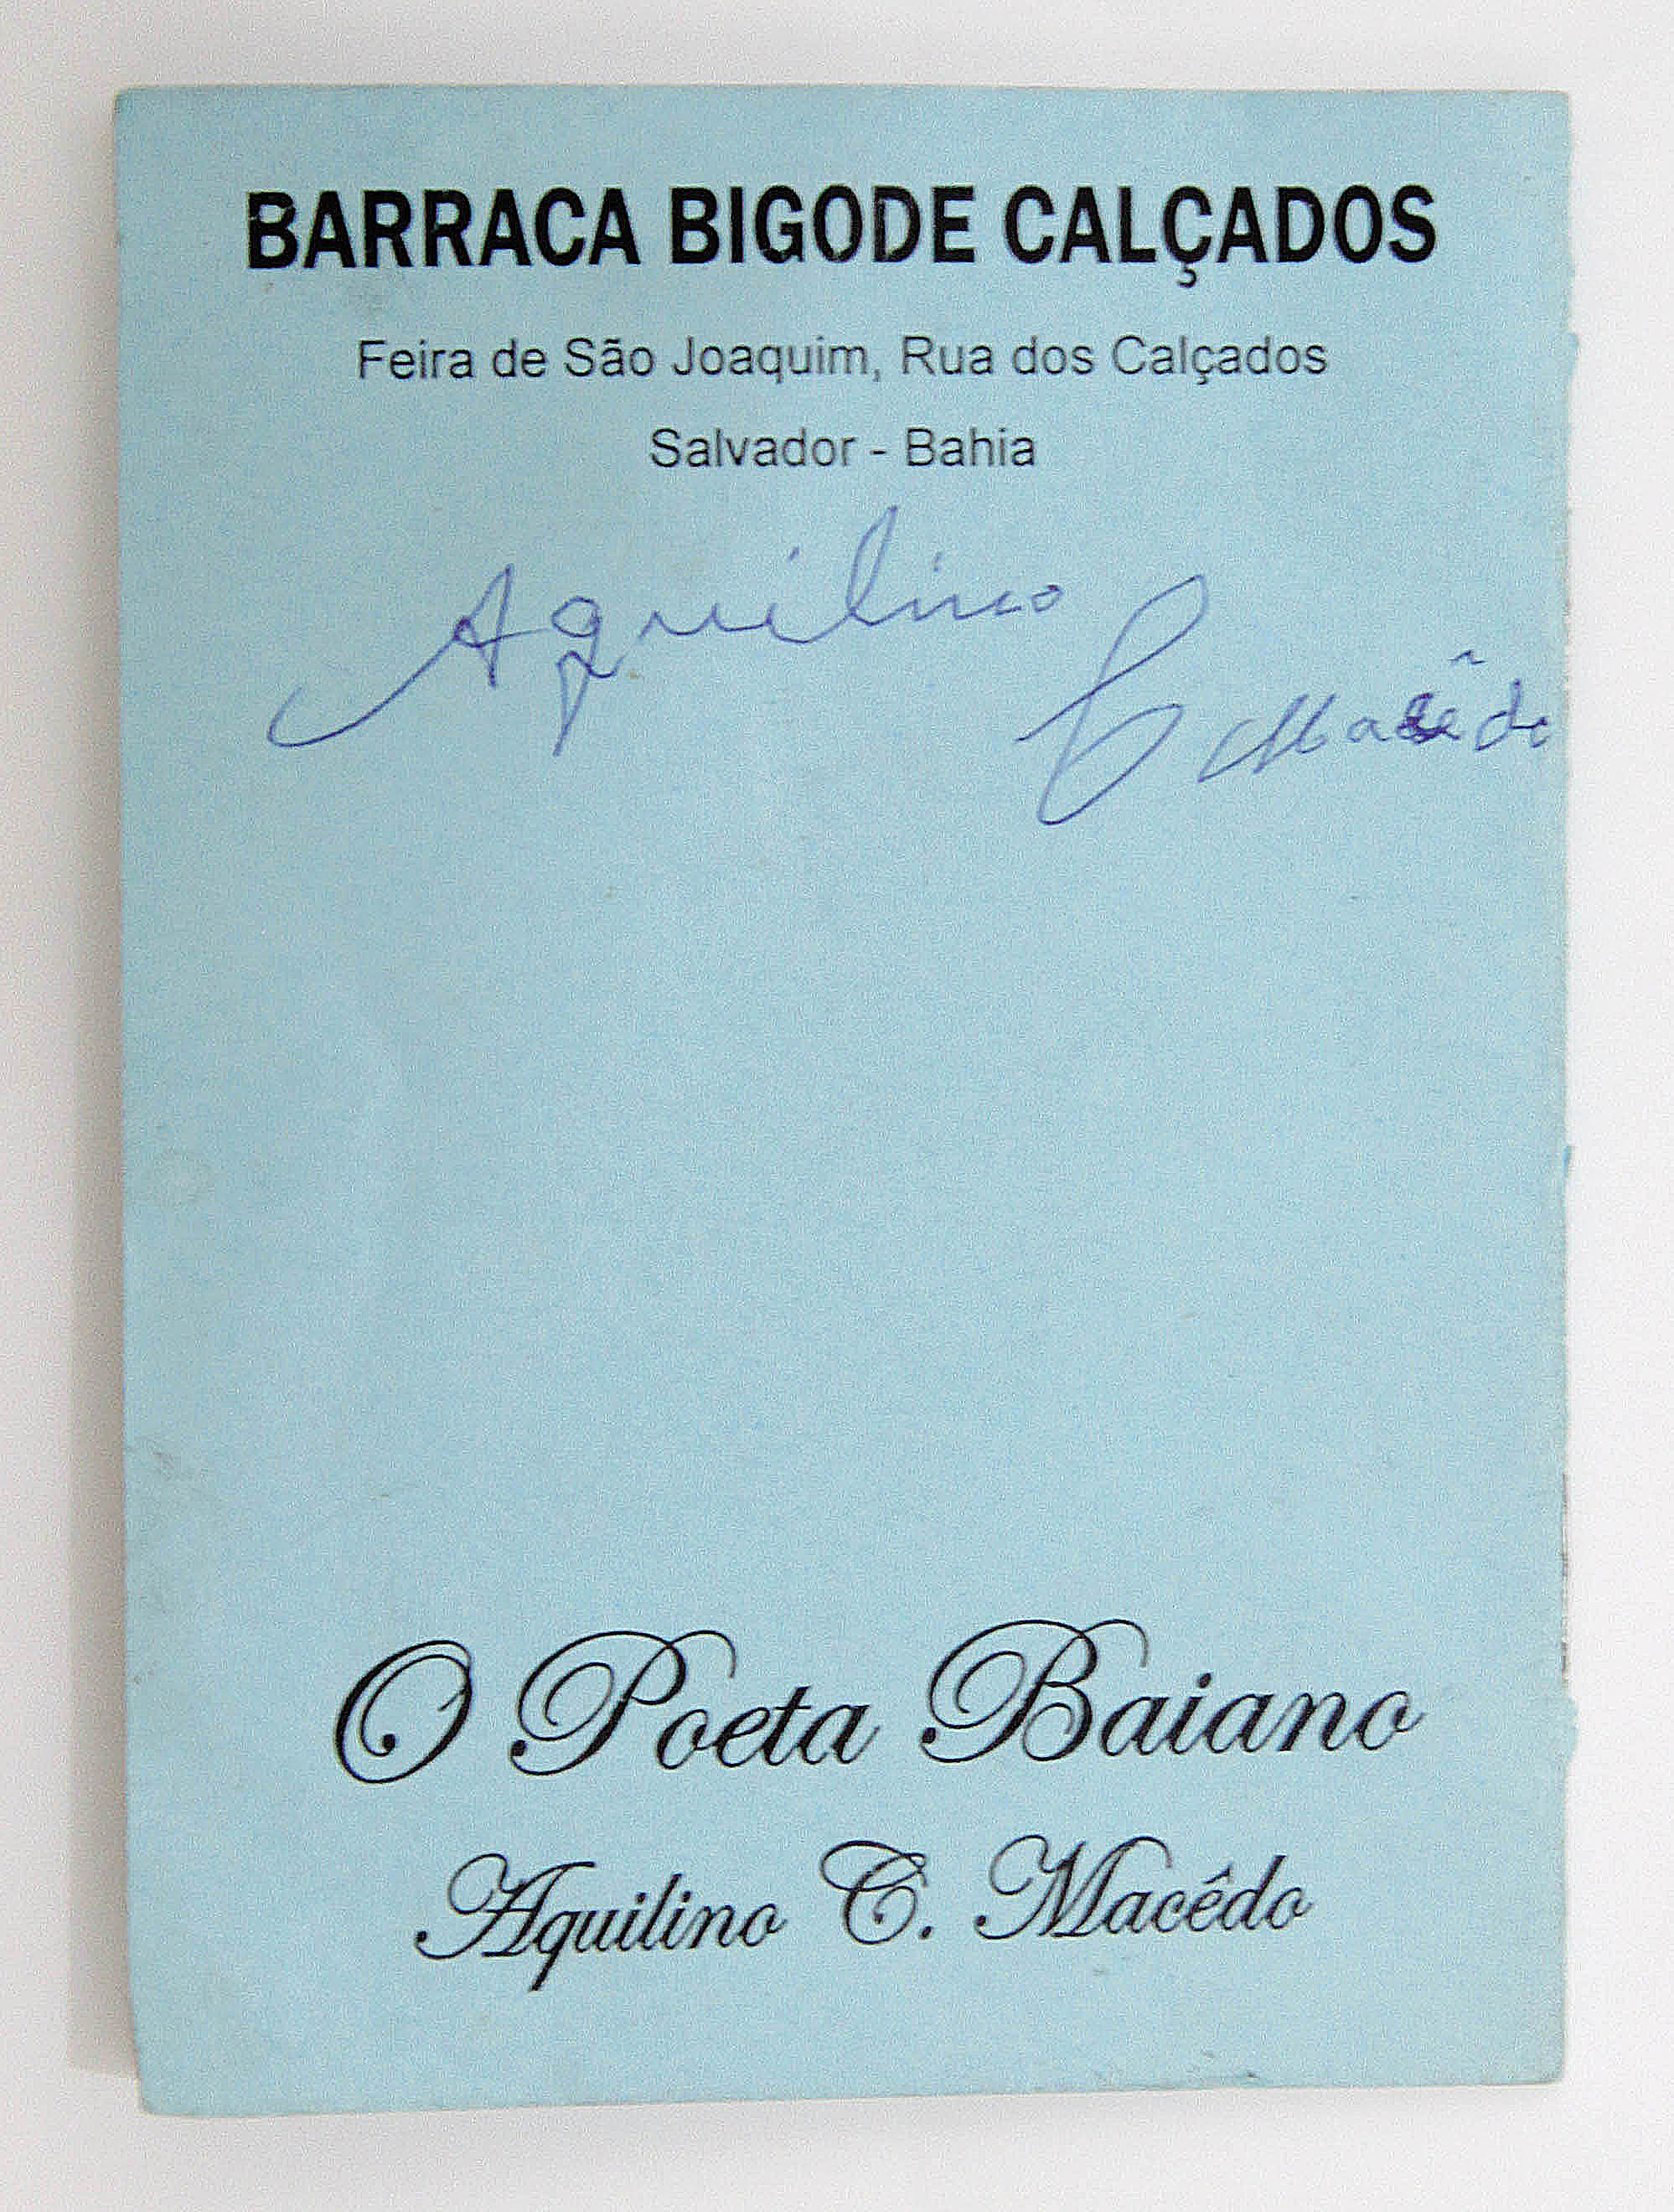 BARRACA BIGODE CALÇADOS
Feira de São Joaquim, Rua dos Calçados
Salvador - Bahia
Aquilino
C Macêdo
O Poeta Baiano
Aquilino C. Macêdo